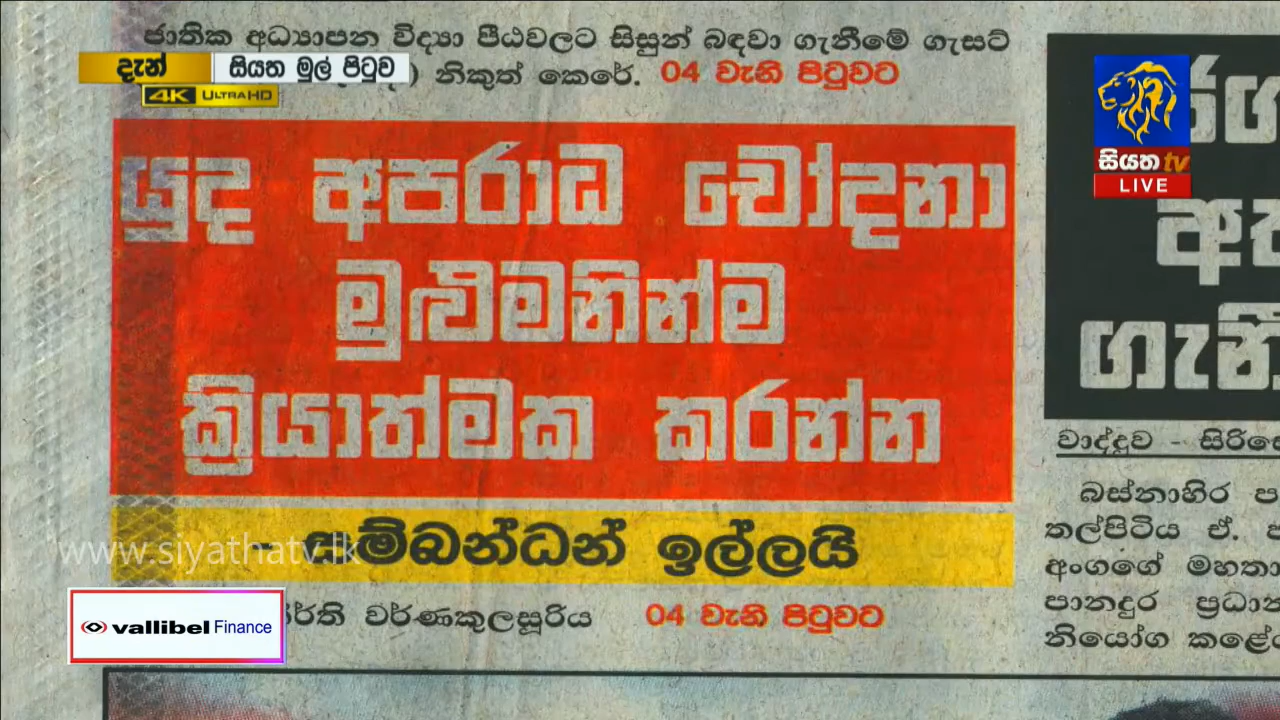 ජාතික අධ්‍යාපන විද්‍යා පීඨවලට සිසුන් බඳවා ගැනීමේ ගැසට්
දැන්
සියත මුල් පිටුව
නිකුත් කෙරේ. 04 වැනි පිටුවට
4K ULTRAHD
සියත tv
LIVE
යුද අපරාධ චෝදනා
මුළුමනින්ම
ක්‍රියාත්මක කරන්න
සම්බන්ධන් ඉල්ලයි
www.siyathatv.lk
වර්ණකුලසූරිය 04 වැනි පිටුවට
vallibel Finance
ගැනි
වාද්දුව -
බස්නාහිර
තල්පිටිය ඒ.
අංගගේ මහතා
පානදුර ප්‍රධාන
නියෝග කළේය